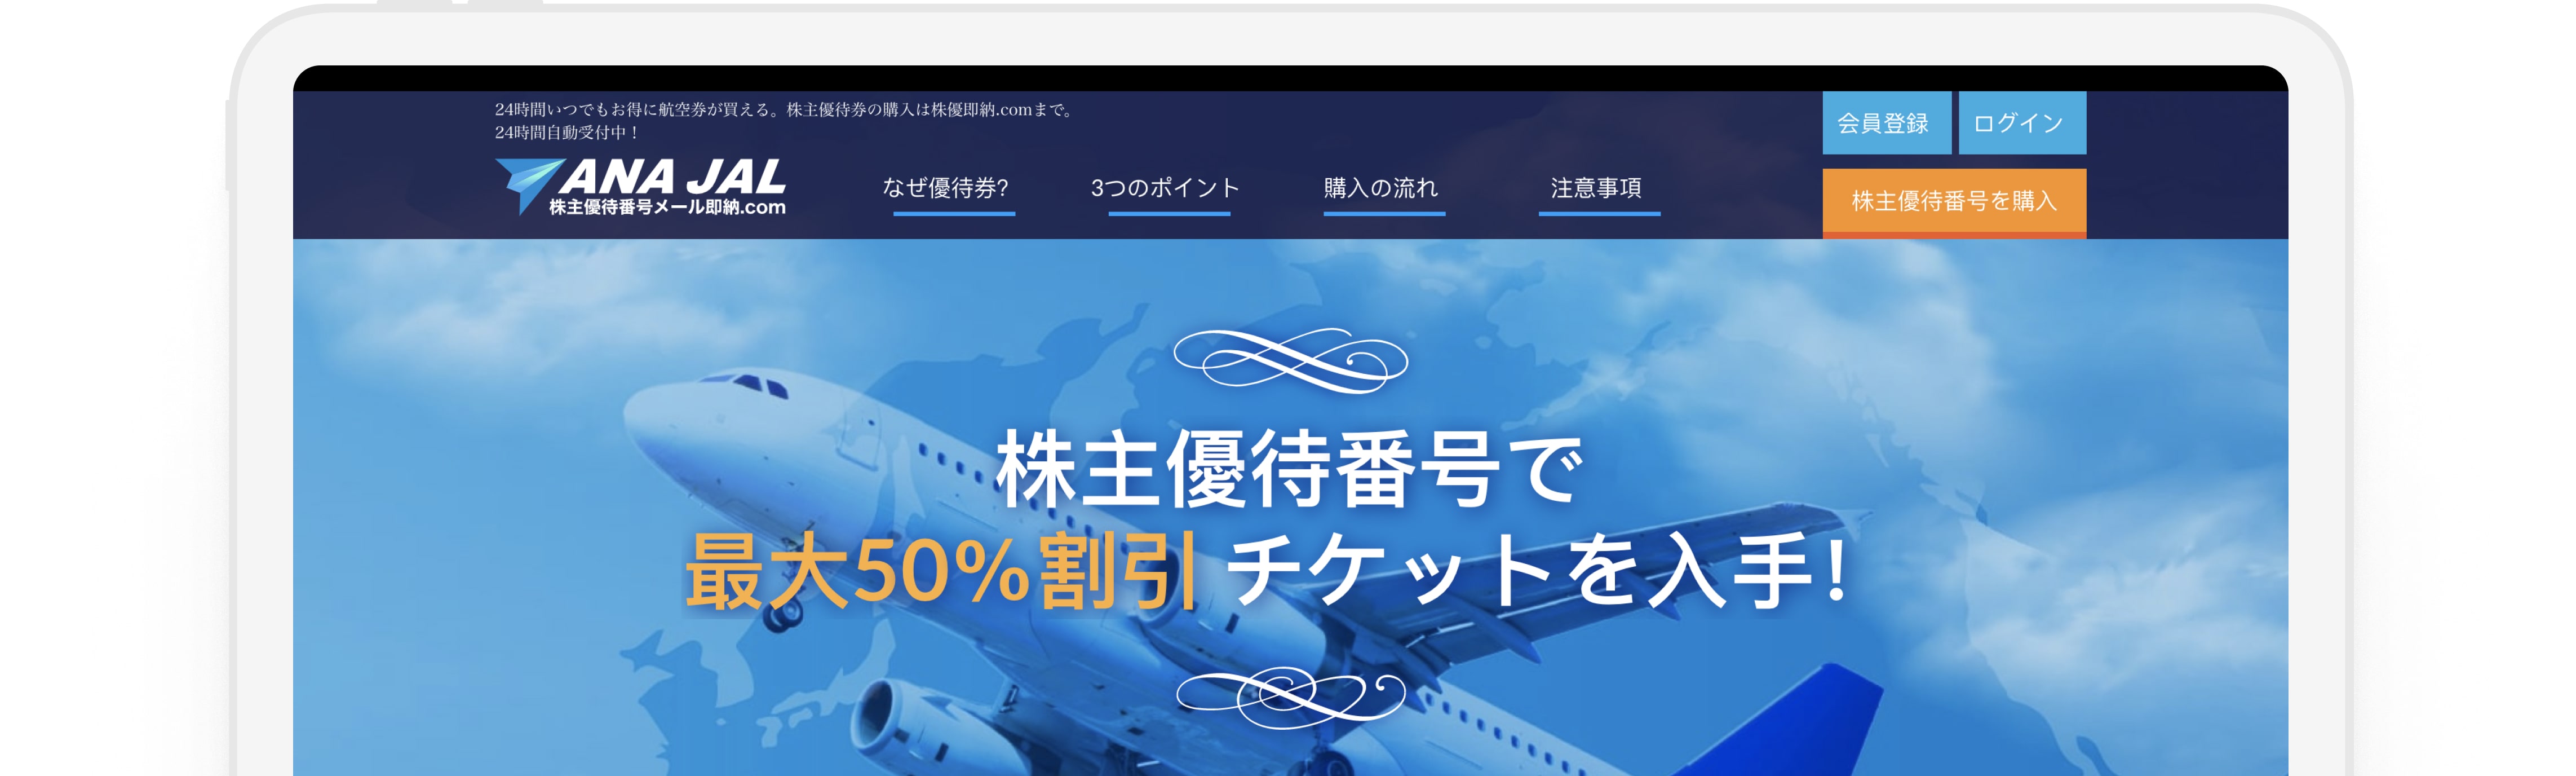 24時間いつでもお得に航空券が買える。株主優待券の購入は株優即納.comまで。
24時間自動受付中！
会員登録
ログイン
ANA JAL
株主優待番号メール即納.com
なぜ優待券?
3つのポイント
購入の流れ
注意事項
株主優待番号を購入
株主優待番号で
最大50%割引 チケットを入手!